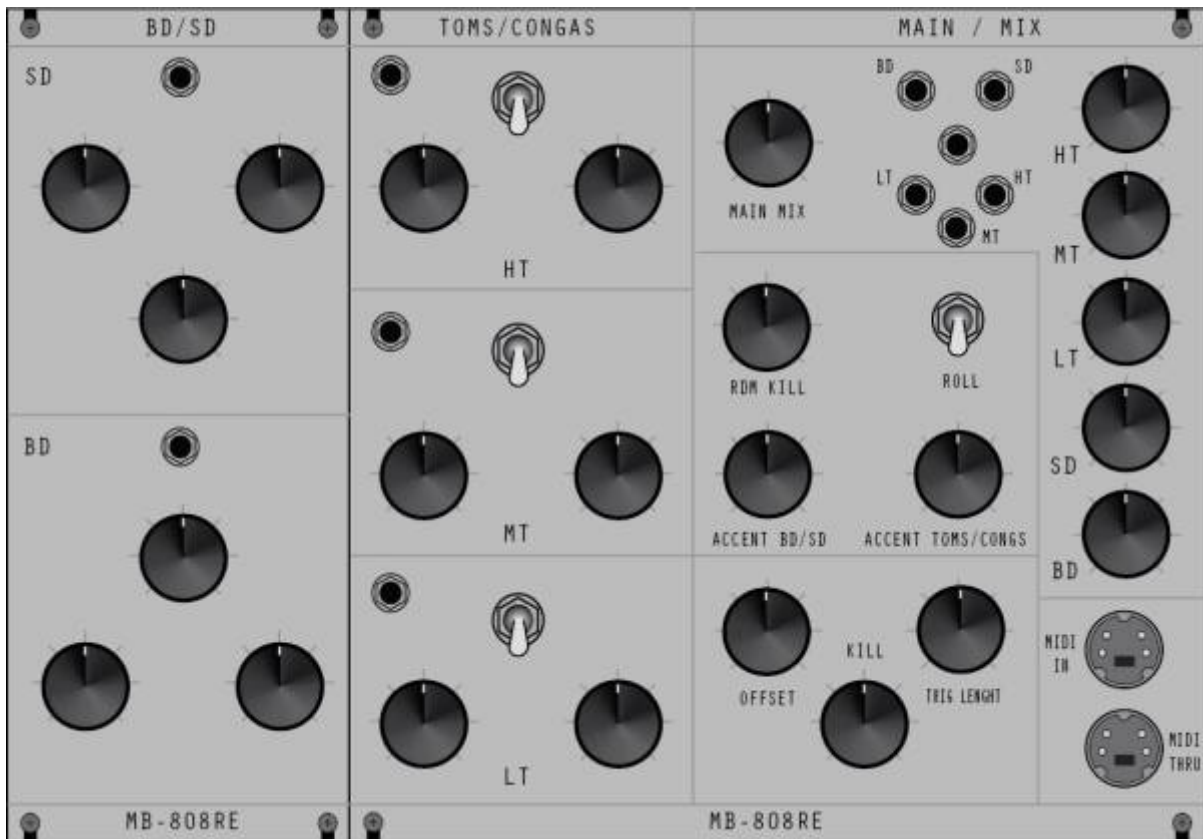 BD/SD
TOMS/CONGAS
MAIN / MIX
SD
HT
MT
LT
BD
BD
SD
LT
HT
MT
MAIN MIX
RDM KILL
ROLL
ACCENT BD/SD
ACCENT TOMS/CONGS
OFFSET
KILL
TRIG LENGHT
HT
MT
LT
SD
BD
MIDI
IN
MIDI
THRU
MB-808RE
MB-808RE